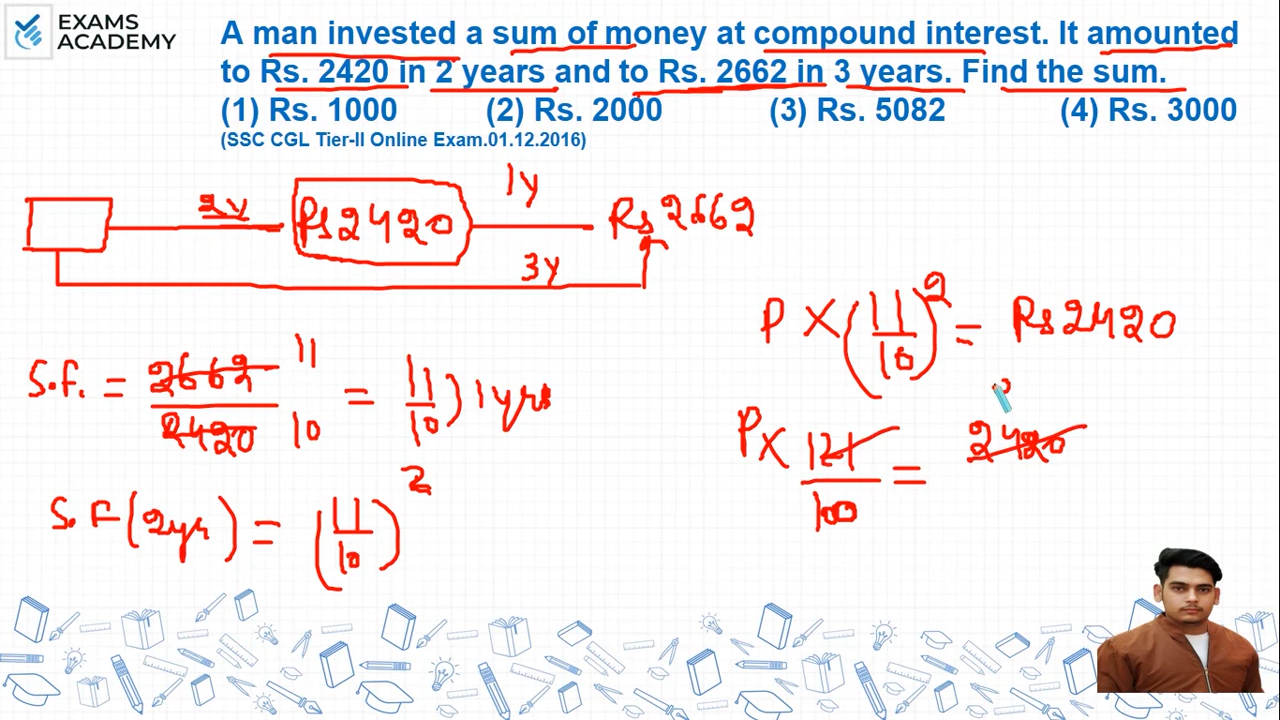 EXAMS
ACADEMY
A man invested a sum of money at compound interest. It amounted
to Rs. 2420 in 2 years and to Rs. 2662 in 3 years. Find the sum.
(1) Rs. 1000 (2) Rs. 2000 (3) Rs. 5082 (4) Rs. 3000
(SSC CGL Tier-II Online Exam.01.12.2016)
2y Rs 2420 1y Rs 2662
3y
P X (11/10)^2 = Rs 2420
S.f. = 2662/2420 11/10 = 11/10) 1yrs
P X 121/100 = 2420
S.F (2yr) = (11/10)^2